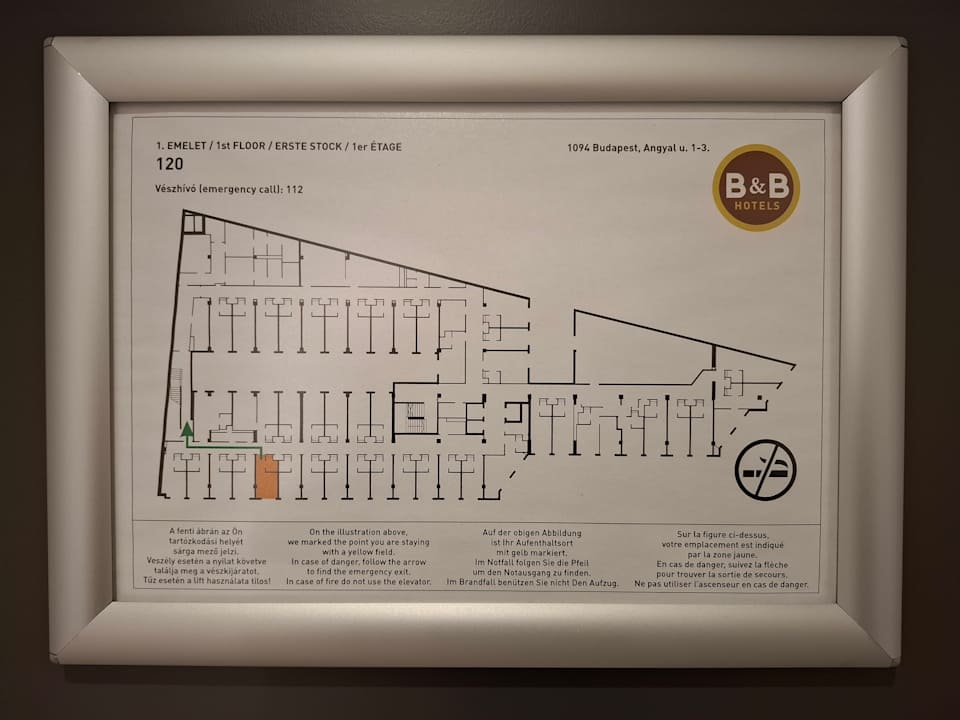 1. EMELET / 1st FLOOR / ERSTE STOCK / 1er ÉTAGE
120
Vészhívó (emergency call): 112
1094 Budapest, Angyal u. 1-3.
B&B
HOTELS
A fenti ábrán az Ön
tartózkodási helyét
sárga mező jelzi.
Veszély esetén a nyilat követve
találja meg a vészkijáratot.
Tűz esetén a lift használata tilos!
On the illustration above,
we marked the point you are staying
with a yellow field.
In case of danger, follow the arrow
to find the emergency exit.
In case of fire do not use the elevator.
Auf der obigen Abbildung
ist Ihr Aufenthaltsort
mit gelb markiert.
Im Notfall folgen Sie die Pfeil
um den Notausgang zu finden.
Im Brandfall benützen Sie nicht Den Aufzug.
Sur la figure ci-dessus,
votre emplacement est indiqué
par la zone jaune.
En cas de danger, suivez la flèche
pour trouver la sortie de secours.
Ne pas utiliser l'ascenseur en cas de danger.